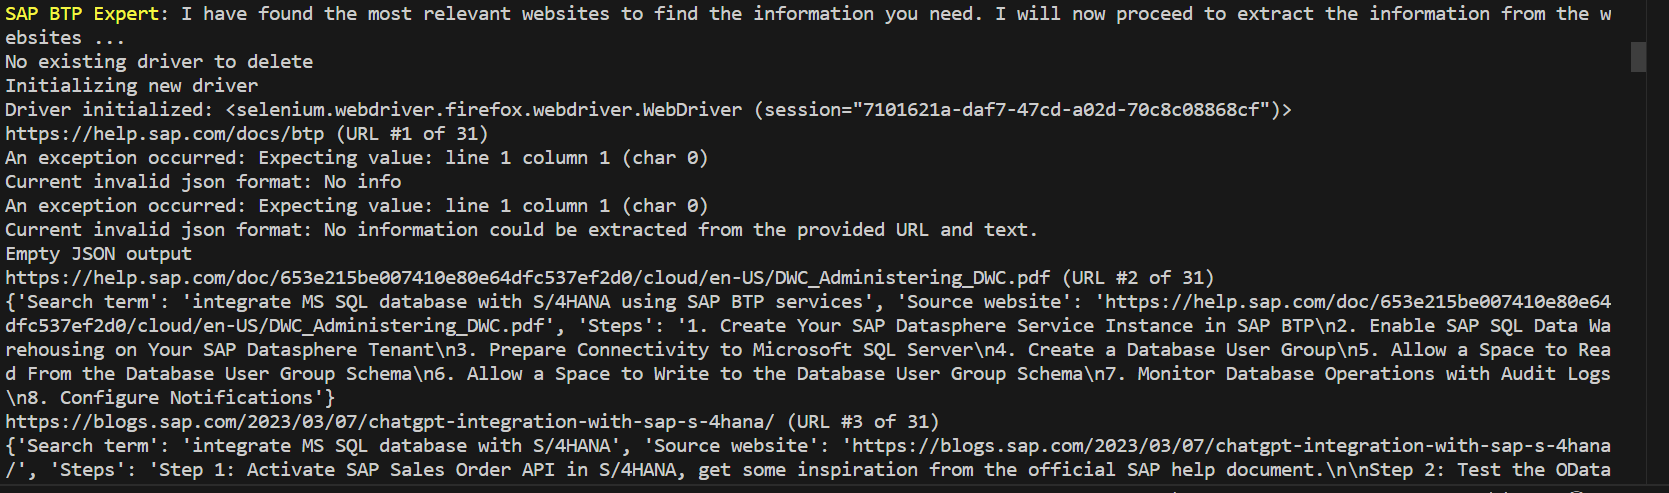 SAP BTP Expert: I have found the most relevant websites to find the information you need. I will now proceed to extract the information from the w
ebsites ...
No existing driver to delete
Initializing new driver
Driver initialized: <selenium.webdriver.firefox.webdriver.WebDriver (session="7101621a-daf7-47cd-a02d-70c8c08868cf")>
https://help.sap.com/docs/btp (URL #1 of 31)
An exception occurred: Expecting value: line 1 column 1 (char 0)
Current invalid json format: No info
An exception occurred: Expecting value: line 1 column 1 (char 0)
Current invalid json format: No information could be extracted from the provided URL and text.
Empty JSON output
https://help.sap.com/doc/653e215be007410e80e64dfc537ef2d0/cloud/en-US/DWC_Administering_DWC.pdf (URL #2 of 31)
{'Search term': 'integrate MS SQL database with S/4HANA using SAP BTP services', 'Source website': 'https://help.sap.com/doc/653e215be007410e80e64
dfc537ef2d0/cloud/en-US/DWC_Administering_DWC.pdf', 'Steps': '1. Create Your SAP Datasphere Service Instance in SAP BTP\n2. Enable SAP SQL Data Wa
rehousing on Your SAP Datasphere Tenant\n3. Prepare Connectivity to Microsoft SQL Server\n4. Create a Database User Group\n5. Allow a Space to Rea
d From the Database User Group Schema\n6. Allow a Space to Write to the Database User Group Schema\n7. Monitor Database Operations with Audit Logs
\n8. Configure Notifications'}
https://blogs.sap.com/2023/03/07/chatgpt-integration-with-sap-s-4hana/ (URL #3 of 31)
{'Search term': 'integrate MS SQL database with S/4HANA', 'Source website': 'https://blogs.sap.com/2023/03/07/chatgpt-integration-with-sap-s-4hana
/', 'Steps': 'Step 1: Activate SAP Sales Order API in S/4HANA, get some inspiration from the official SAP help document.\n\nStep 2: Test the OData